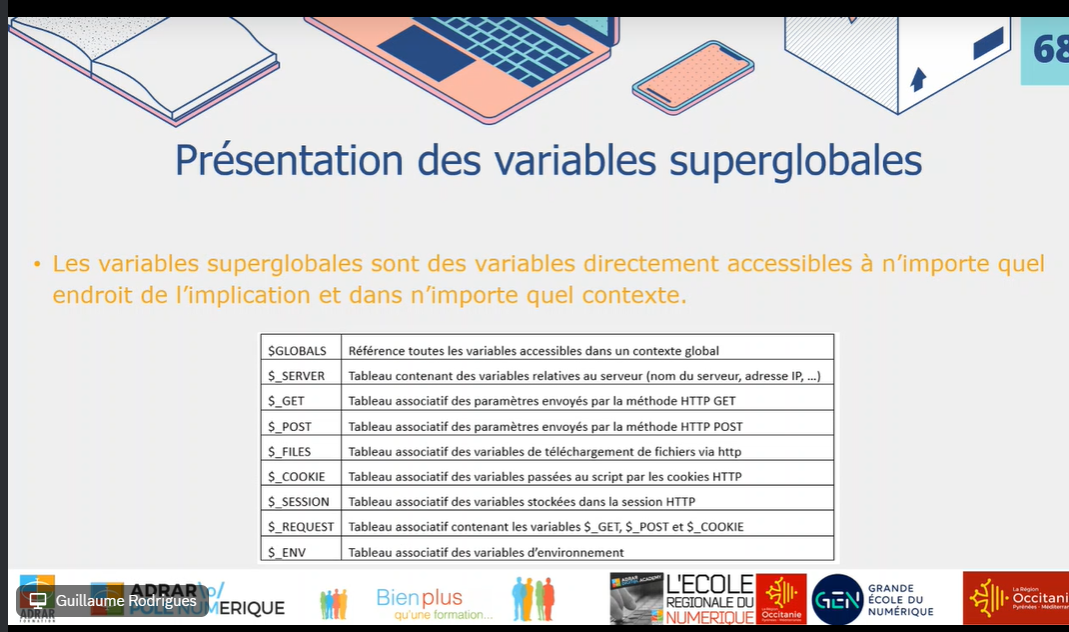 68
Présentation des variables superglobales
• Les variables superglobales sont des variables directement accessibles à n'importe quel
endroit de l'implication et dans n'importe quel contexte.
$GLOBALS Référence toutes les variables accessibles dans un contexte global
$_SERVER Tableau contenant des variables relatives au serveur (nom du serveur, adresse IP, ...)
$_GET Tableau associatif des paramètres envoyés par la méthode HTTP GET
$_POST Tableau associatif des paramètres envoyés par la méthode HTTP POST
$_FILES Tableau associatif des variables de téléchargement de fichiers via http
$_COOKIE Tableau associatif des variables passées au script par les cookies HTTP
$_SESSION Tableau associatif des variables stockées dans la session HTTP
$_REQUEST Tableau associatif contenant les variables $_GET, $_POST et $_COOKIE
$_ENV Tableau associatif des variables d'environnement
Guillaume Rodrigues
ADRAR
ADRAR
NUMERIQUE
Bien plus
qu'une formation...
L'ECOLE
REGIONALE DU
NUMERIQUE
Occitanie
GEN
GRANDE
ÉCOLE DU
NUMÉRIQUE
La Région
Occitani